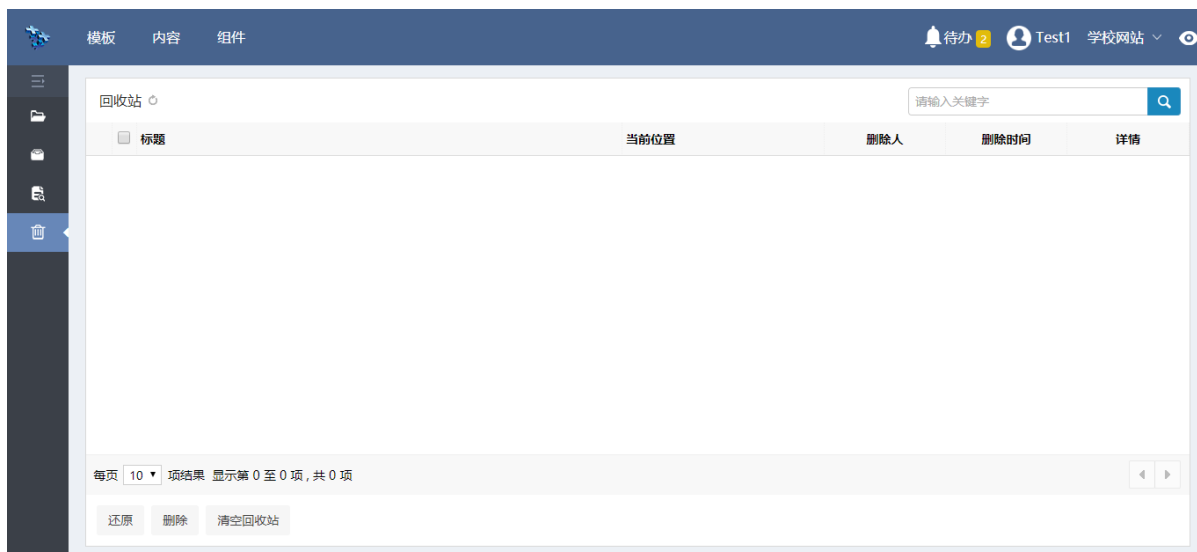 模板 内容 组件 待办 2 Test1 学校网站
回收站 请输入关键字
标题 当前位置 删除人 删除时间 详情
每页 10 项结果 显示第 0 至 0 项 , 共 0 项
还原 删除 清空回收站